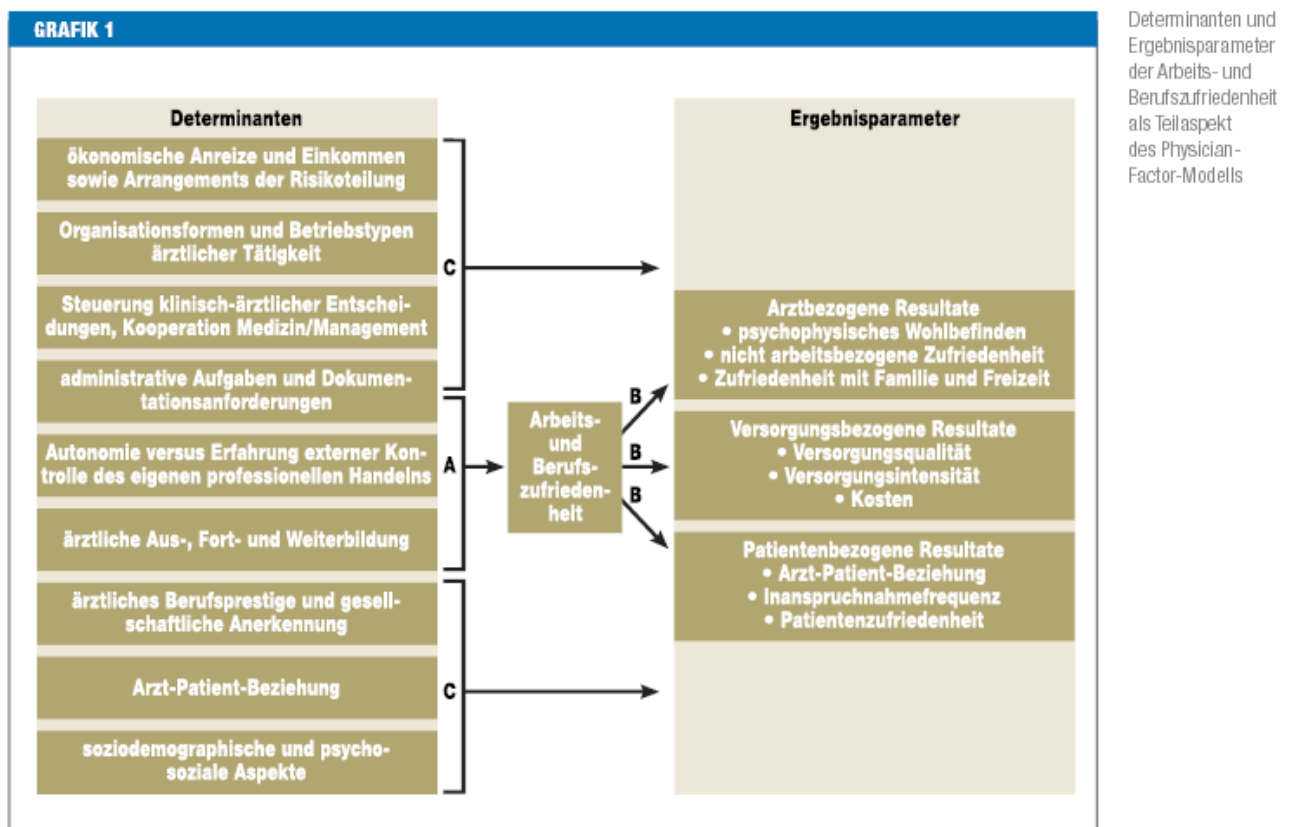 GRAFIK 1
Determinanten und
Ergebnisparameter
der Arbeits- und
Berufszufriedenheit
als Teilaspekt
des Physician-
Factor-Modells
Determinanten
ökonomische Anreize und Einkommen
sowie Arrangements der Risikoteilung
Organisationsformen und Betriebstypen
ärztlicher Tätigkeit
Steuerung klinisch-ärztlicher Entschei-
dungen, Kooperation Medizin/Management
administrative Aufgaben und Dokumen-
tationsanforderungen
Autonomie versus Erfahrung externer Kon-
trolle des eigenen professionellen Handelns
ärztliche Aus-, Fort- und Weiterbildung
ärztliches Berufsprestige und gesell-
schaftliche Anerkennung
Arzt-Patient-Beziehung
soziodemographische und psycho-
soziale Aspekte
C
A
C
Arbeits-
und
Berufs-
zufrieden-
heit
B
B
B
Ergebnisparameter
Arztbezogene Resultate
• psychophysisches Wohlbefinden
• nicht arbeitsbezogene Zufriedenheit
• Zufriedenheit mit Familie und Freizeit
Versorgungsbezogene Resultate
• Versorgungsqualität
• Versorgungsintensität
• Kosten
Patientenbezogene Resultate
• Arzt-Patient-Beziehung
• Inanspruchnahmefrequenz
• Patientenzufriedenheit